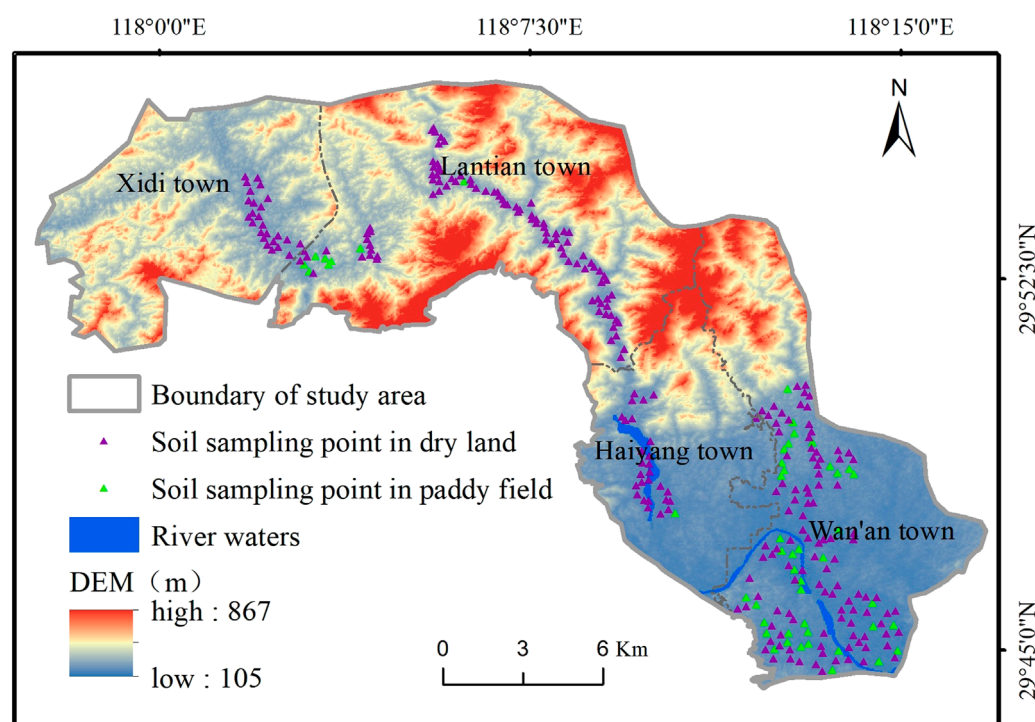 118°0'0"E
118°7'30"E
118°15'0"E
N
Lantian town
Xidi town
29°52'30"N
Boundary of study area
Soil sampling point in dry land
Haiyang town
Soil sampling point in paddy field
River waters
Wan'an town
DEM（m）
high : 867
low : 105
0 3 6 Km
29°45'0"N